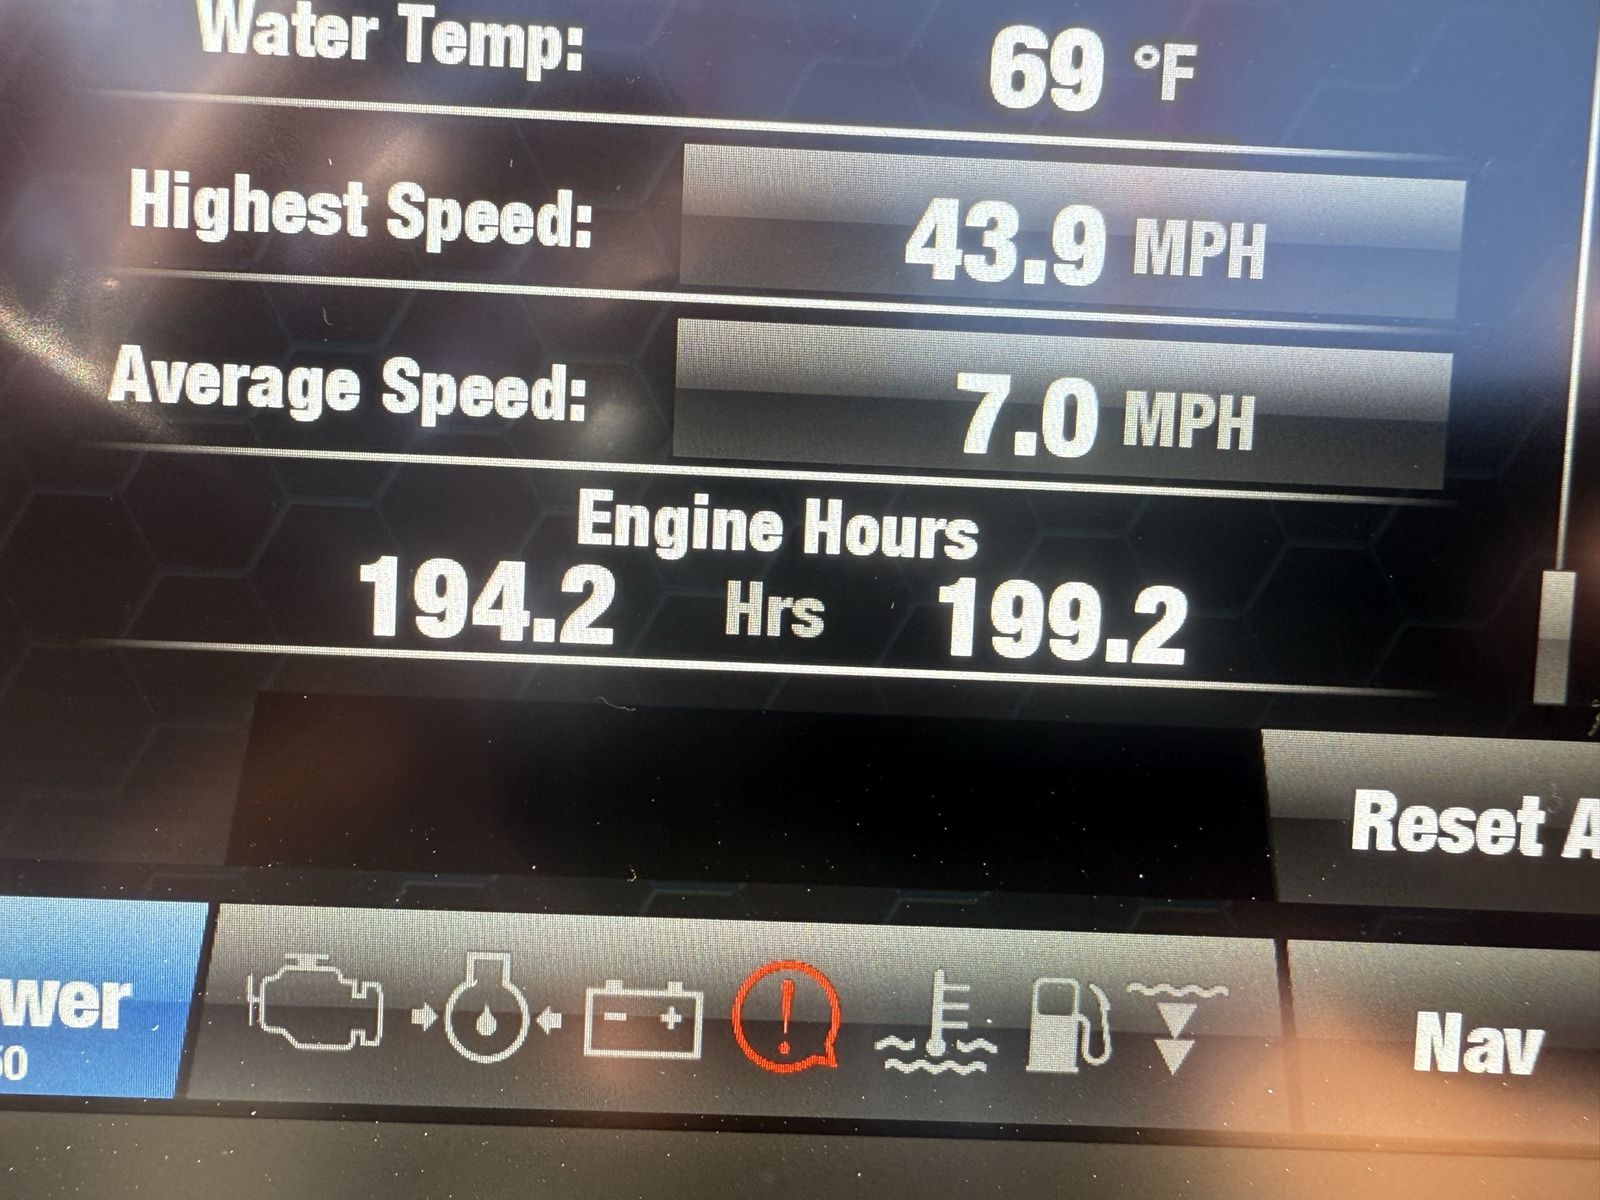 Water Temp: 69 °F
Highest Speed: 43.9 MPH
Average Speed: 7.0 MPH
Engine Hours
194.2 Hrs 199.2
Reset A
wer
50
- +
!
Nav